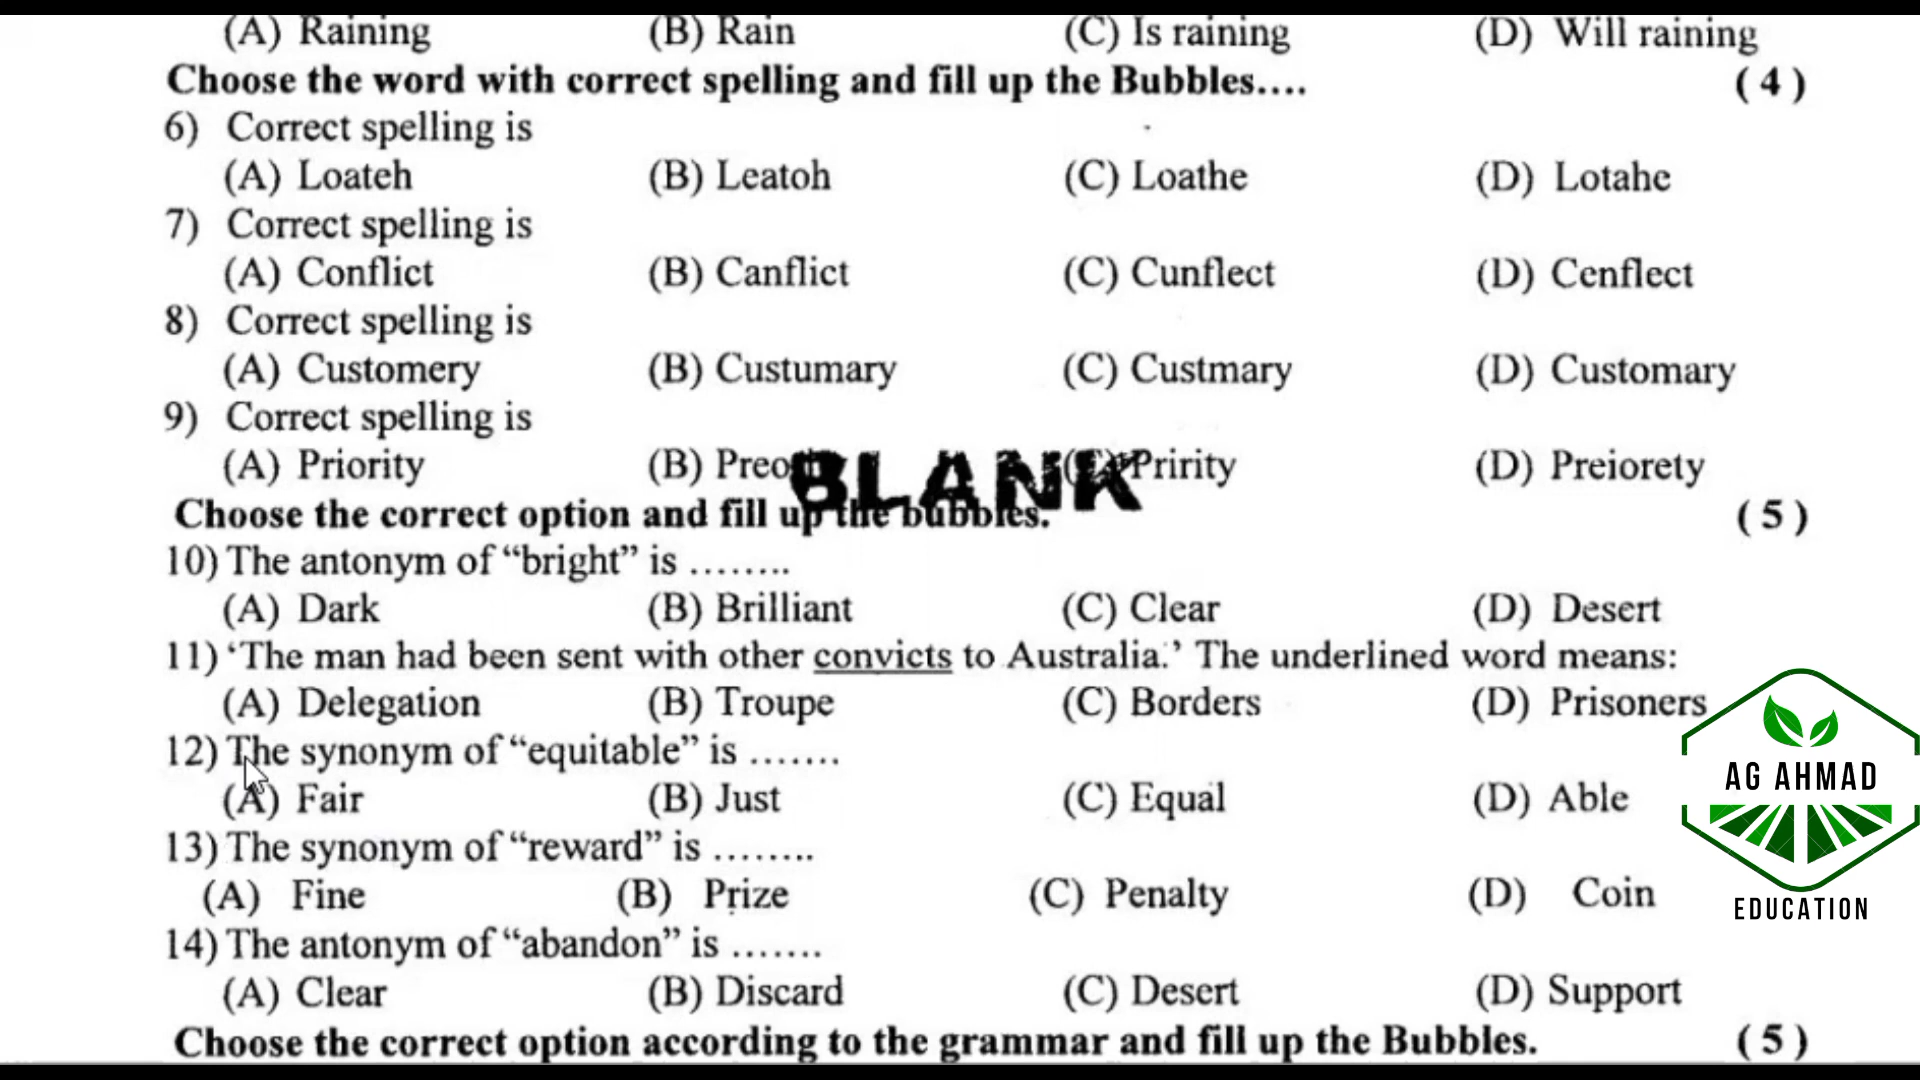 (A) Raining (B) Rain (C) Is raining (D) Will raining
Choose the word with correct spelling and fill up the Bubbles.... ( 4 )
6) Correct spelling is
(A) Loateh (B) Leatoh (C) Loathe (D) Lotahe
7) Correct spelling is
(A) Conflict (B) Canflict (C) Cunflect (D) Cenflect
8) Correct spelling is
(A) Customery (B) Custumary (C) Custmary (D) Customary
9) Correct spelling is
(A) Priority (B) (C) Pririty (D) Preiorety
BLANK
Choose the correct option and fill up the bubbles. ( 5 )
10) The antonym of “bright” is ........
(A) Dark (B) Brilliant (C) Clear (D) Desert
11) ‘The man had been sent with other convicts to Australia.’ The underlined word means:
(A) Delegation (B) Troupe (C) Borders (D) Prisoners
12) The synonym of “equitable” is .......
(A) Fair (B) Just (C) Equal (D) Able
13) The synonym of “reward” is ........
(A) Fine (B) Prize (C) Penalty (D) Coin
14) The antonym of “abandon” is .......
(A) Clear (B) Discard (C) Desert (D) Support
Choose the correct option according to the grammar and fill up the Bubbles. ( 5 )
AG AHMAD
EDUCATION